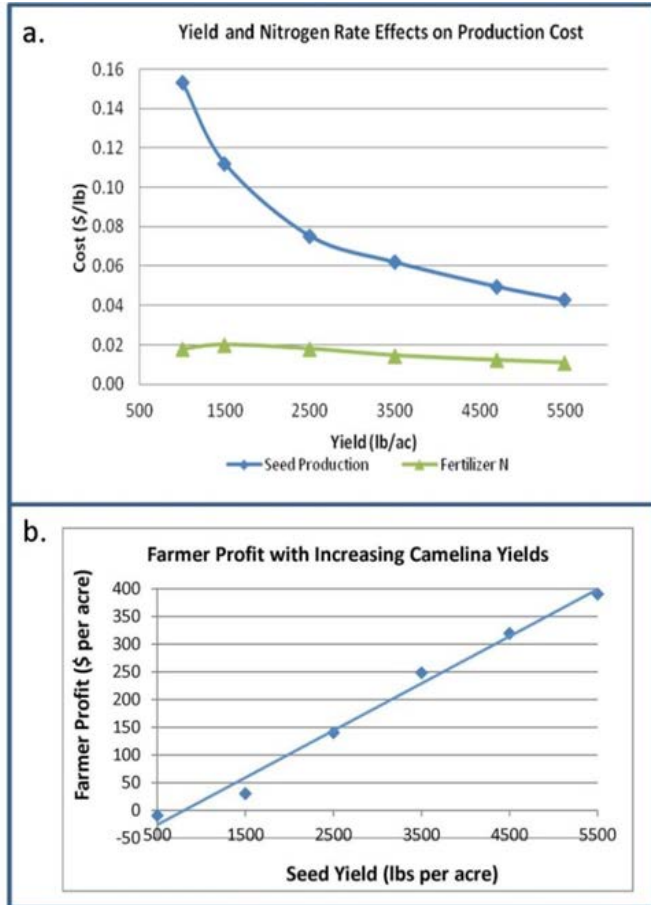 a.
Yield and Nitrogen Rate Effects on Production Cost
0.16
0.14
0.12
0.10
0.08
0.06
0.04
0.02
0.00
Cost ($/lb)
500 1500 2500 3500 4500 5500
Yield (lb/ac)
Seed Production Fertilizer N
b.
Farmer Profit with Increasing Camelina Yields
400
350
300
250
200
150
100
50
0
-50
Farmer Profit ($ per acre)
500 1500 2500 3500 4500 5500
Seed Yield (lbs per acre)